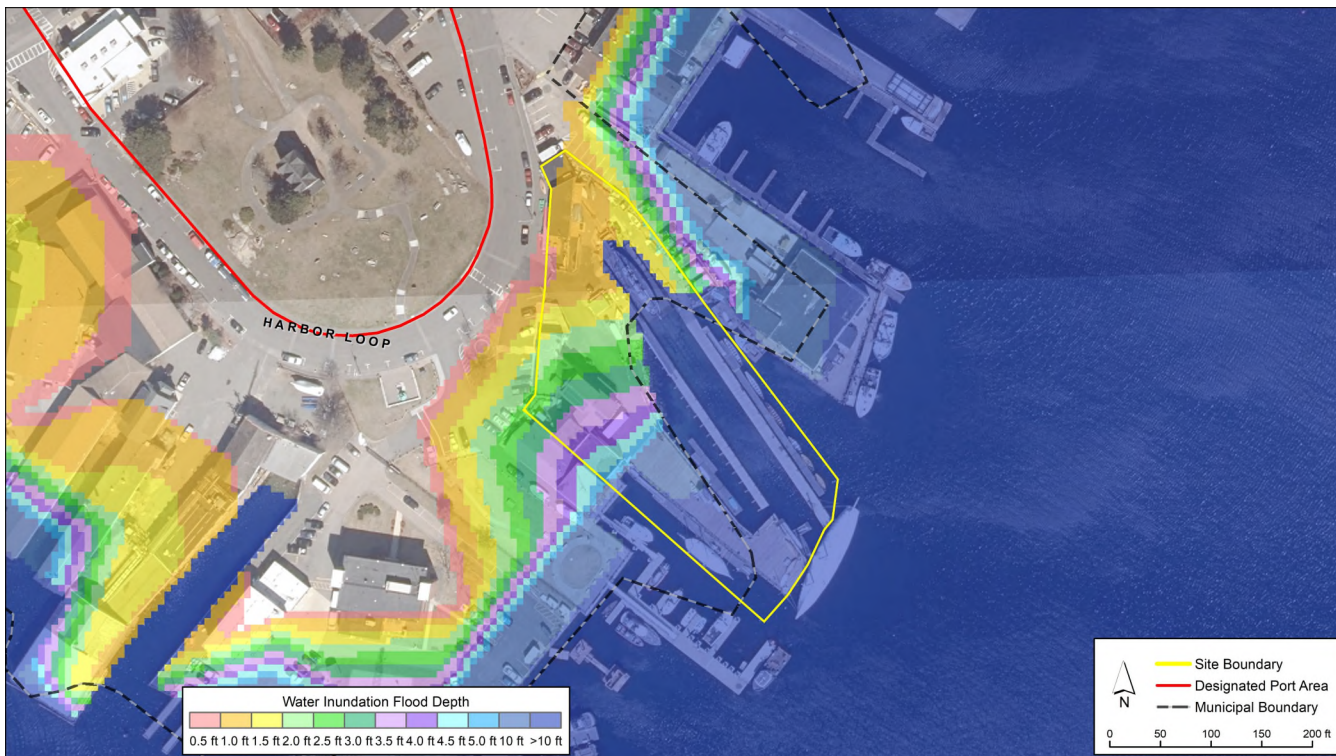 HARBOR LOOP
Water Inundation Flood Depth
0.5 ft 1.0 ft 1.5 ft 2.0 ft 2.5 ft 3.0 ft 3.5 ft 4.0 ft 4.5 ft 5.0 ft 10 ft >10 ft
N
Site Boundary
Designated Port Area
Municipal Boundary
0 50 100 150 200 ft